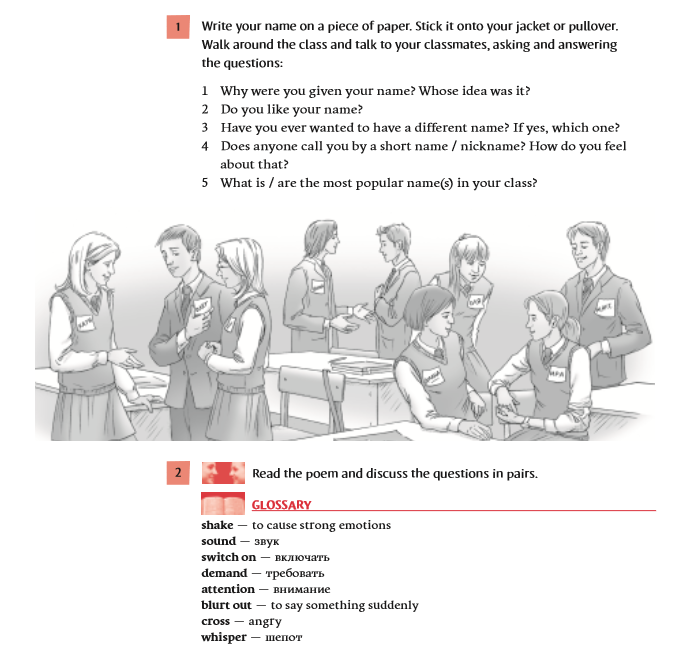 1 Write your name on a piece of paper. Stick it onto your jacket or pullover.
Walk around the class and talk to your classmates, asking and answering
the questions:
1 Why were you given your name? Whose idea was it?
2 Do you like your name?
3 Have you ever wanted to have a different name? If yes, which one?
4 Does anyone call you by a short name / nickname? How do you feel
about that?
5 What is / are the most popular name(s) in your class?
2 Read the poem and discuss the questions in pairs.
GLOSSARY
shake — to cause strong emotions
sound — звук
switch on — включать
demand — требовать
attention — внимание
blurt out — to say something suddenly
cross — angry
whisper — шепот